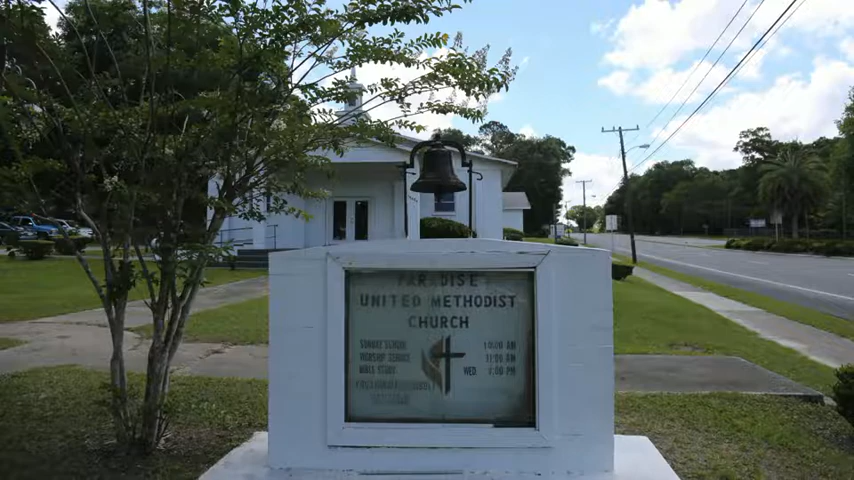 PARADISE
UNITED METHODIST
CHURCH
SUNDAY SCHOOL 10:00 AM
WORSHIP SERVICE 11:00 AM
BIBLE STUDY WED. 7:00 PM